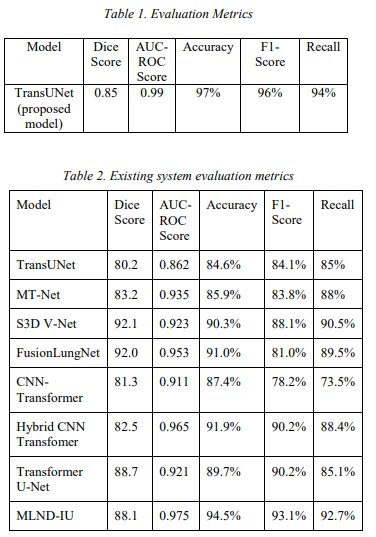 Table 1. Evaluation Metrics
Model Dice Score AUC-ROC Score Accuracy F1-Score Recall
TransUNet (proposed model) 0.85 0.99 97% 96% 94%
Table 2. Existing system evaluation metrics
Model Dice Score AUC-ROC Score Accuracy F1-Score Recall
TransUNet 80.2 0.862 84.6% 84.1% 85%
MT-Net 83.2 0.935 85.9% 83.8% 88%
S3D V-Net 92.1 0.923 90.3% 88.1% 90.5%
FusionLungNet 92.0 0.953 91.0% 81.0% 89.5%
CNN-Transformer 81.3 0.911 87.4% 78.2% 73.5%
Hybrid CNN Transfomer 82.5 0.965 91.9% 90.2% 88.4%
Transformer U-Net 88.7 0.921 89.7% 90.2% 85.1%
MLND-IU 88.1 0.975 94.5% 93.1% 92.7%